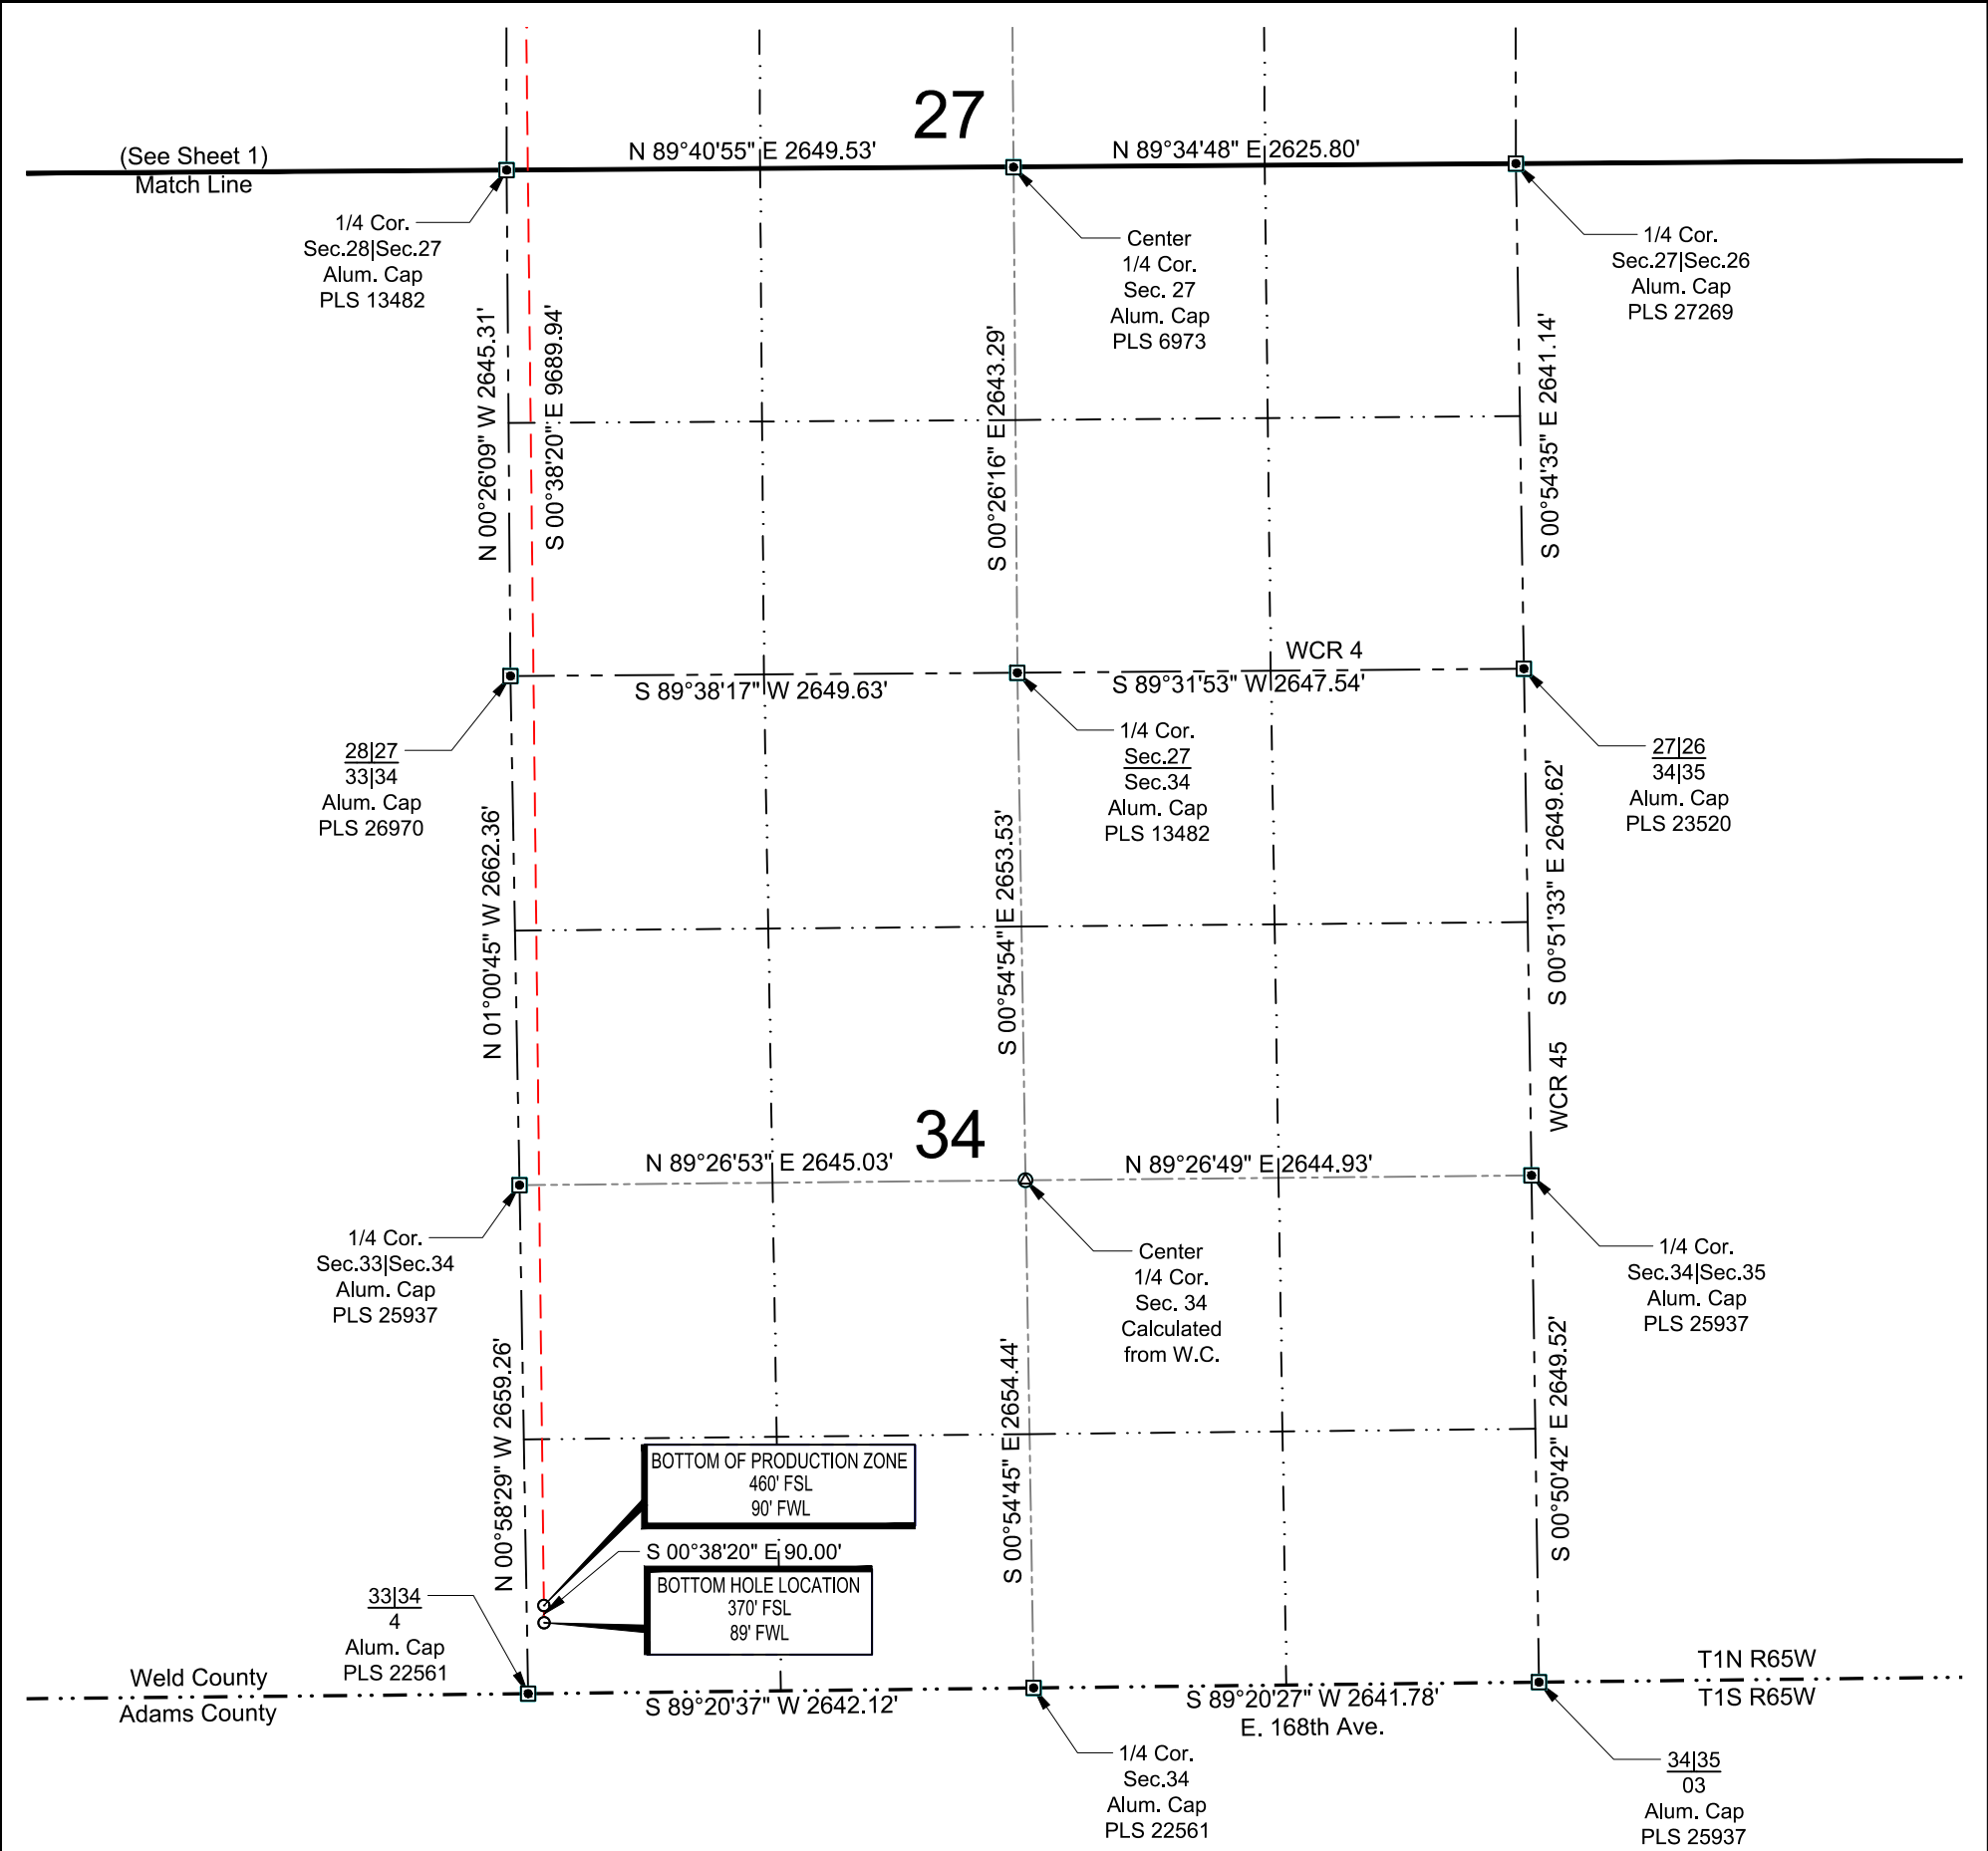 27
(See Sheet 1)
Match Line
N 89°40'55" E 2649.53'
N 89°34'48" E 2625.80'
1/4 Cor.
Sec.28|Sec.27
Alum. Cap
PLS 13482
Center
1/4 Cor.
Sec. 27
Alum. Cap
PLS 6973
1/4 Cor.
Sec.27|Sec.26
Alum. Cap
PLS 27269
N 00°26'09" W 2645.31'
S 00°38'20" E 9689.94'
S 00°26'16" E 2643.29'
S 00°54'35" E 2641.14'
WCR 4
S 89°38'17" W 2649.63'
S 89°31'53" W 2647.54'
28|27
33|34
Alum. Cap
PLS 26970
1/4 Cor.
Sec.27
Sec.34
Alum. Cap
PLS 13482
27|26
34|35
Alum. Cap
PLS 23520
N 01°00'45" W 2662.36'
S 00°54'54" E 2653.53'
S 00°51'33" E 2649.62'
WCR 45
34
N 89°26'53" E 2645.03'
N 89°26'49" E 2644.93'
1/4 Cor.
Sec.33|Sec.34
Alum. Cap
PLS 25937
Center
1/4 Cor.
Sec. 34
Calculated
from W.C.
1/4 Cor.
Sec.34|Sec.35
Alum. Cap
PLS 25937
N 00°58'29" W 2659.26'
S 00°54'45" E 2654.44'
S 00°50'42" E 2649.52'
BOTTOM OF PRODUCTION ZONE
460' FSL
90' FWL
S 00°38'20" E 90.00'
BOTTOM HOLE LOCATION
370' FSL
89' FWL
33|34
4
Alum. Cap
PLS 22561
Weld County
Adams County
T1N R65W
T1S R65W
S 89°20'37" W 2642.12'
S 89°20'27" W 2641.78'
E. 168th Ave.
1/4 Cor.
Sec.34
Alum. Cap
PLS 22561
34|35
03
Alum. Cap
PLS 25937